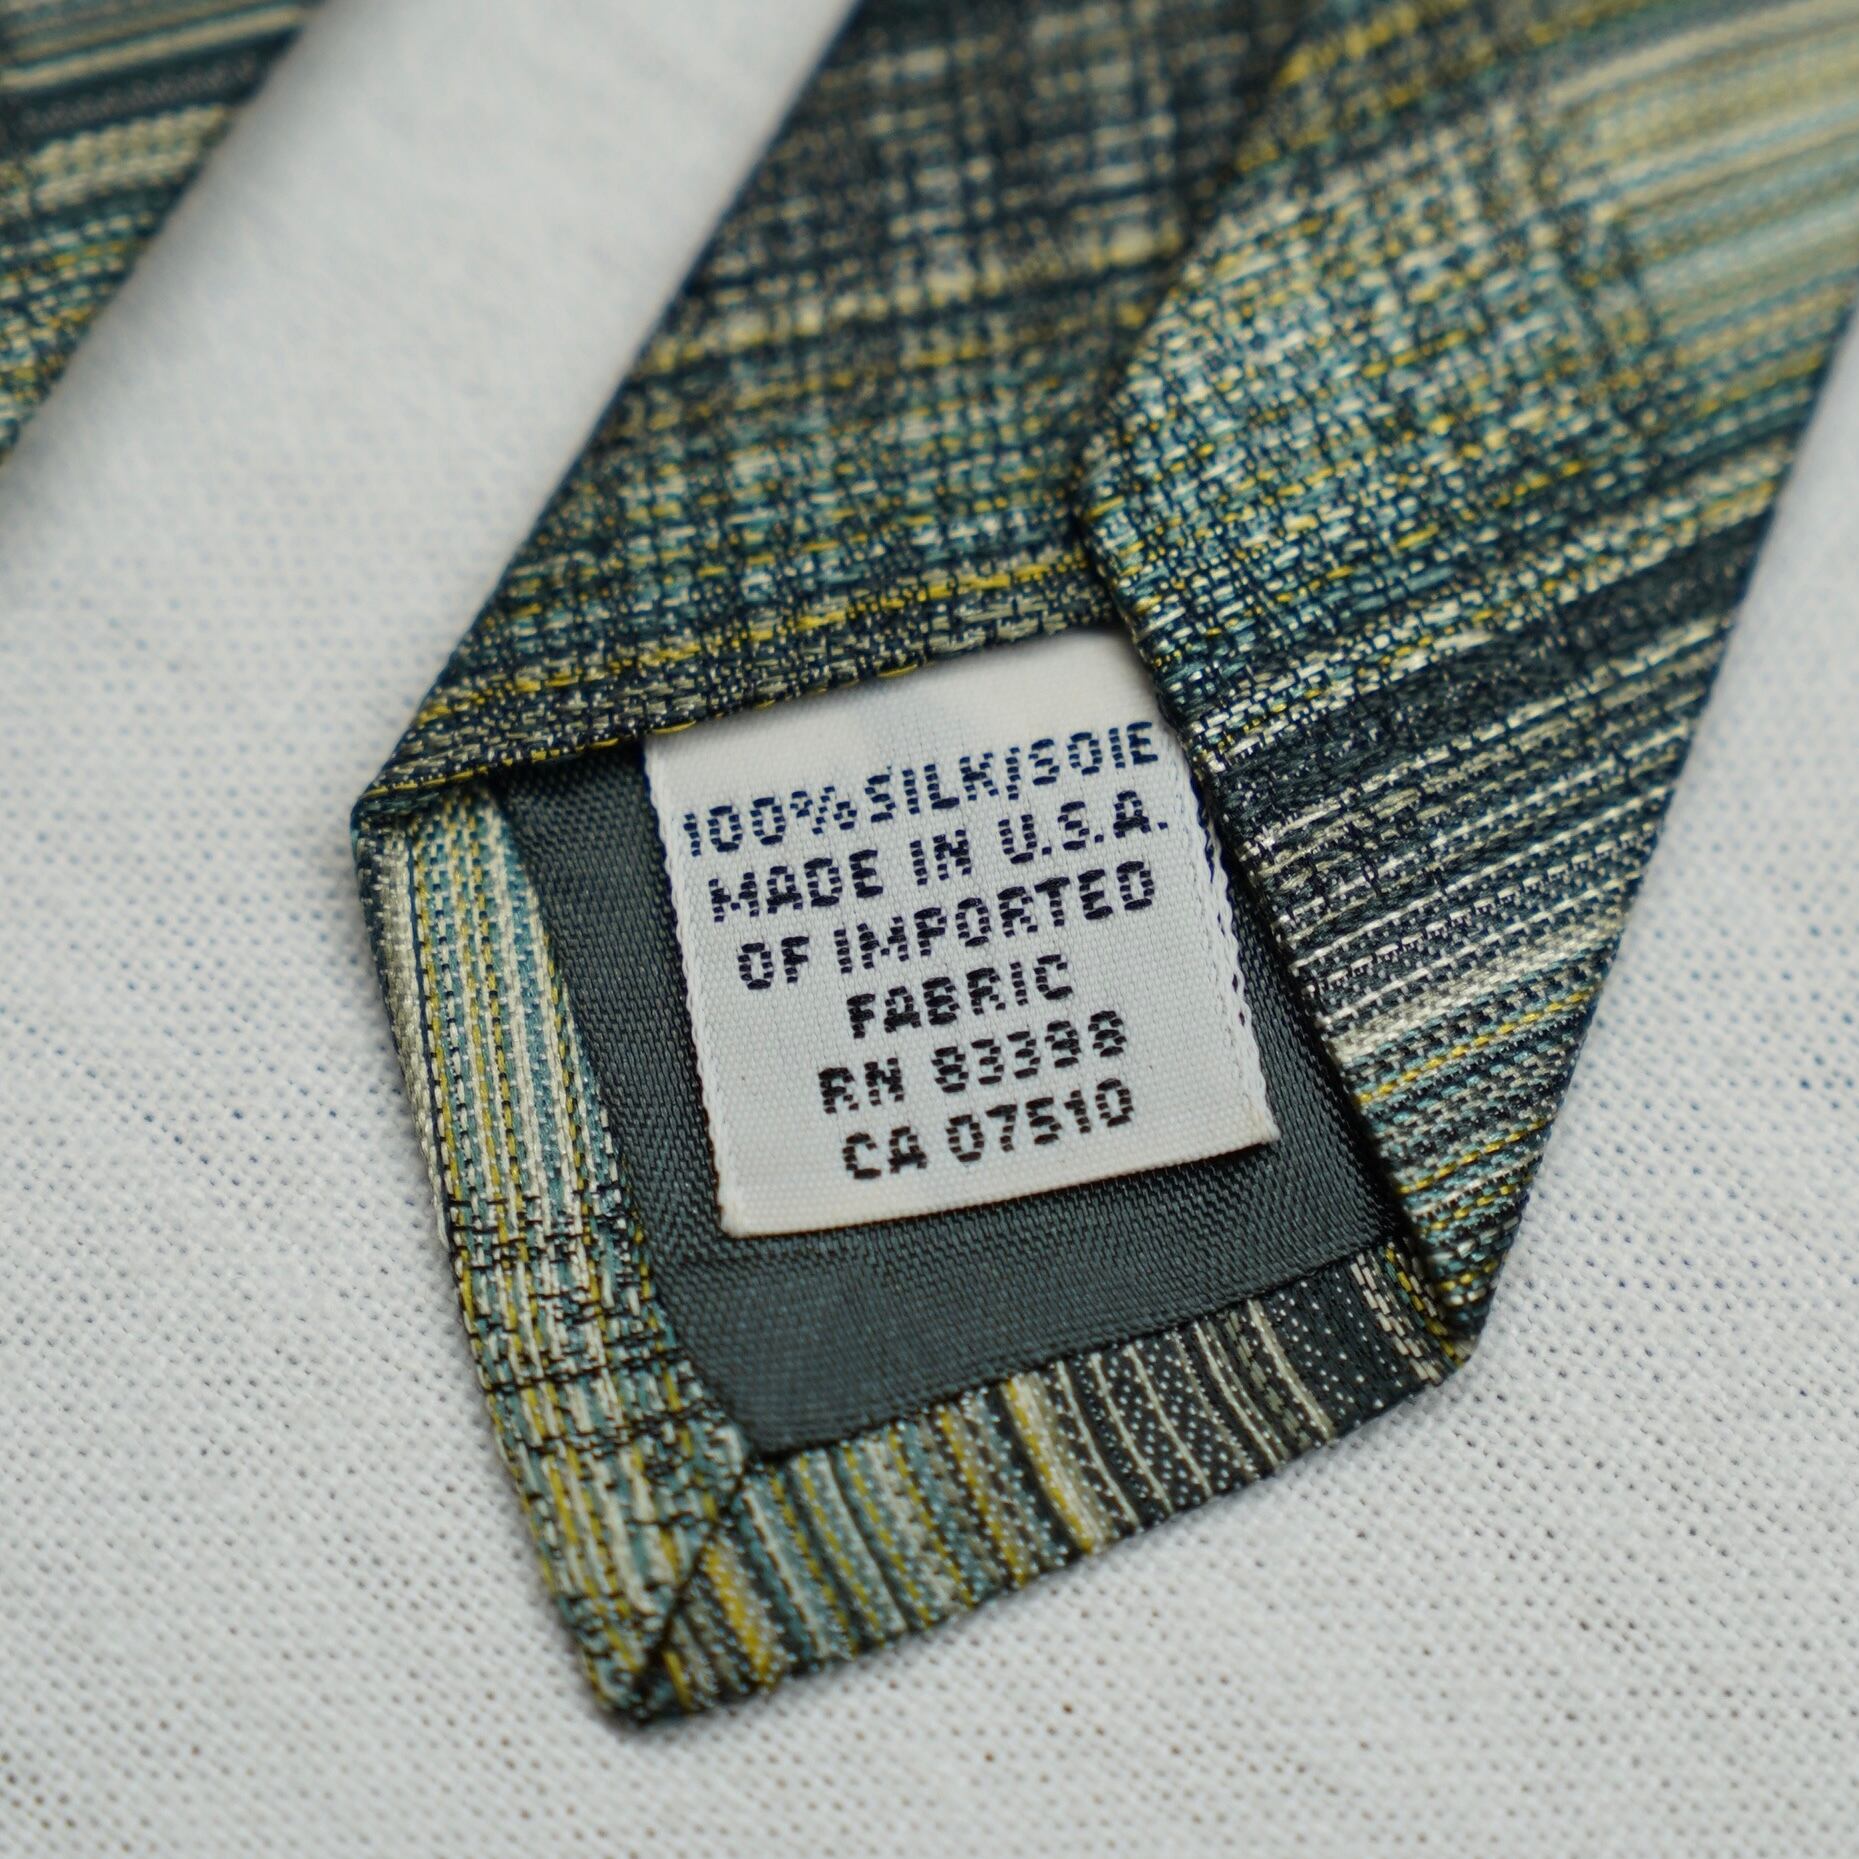 100% SILK/SOIE
MADE IN U.S.A.
OF IMPORTED
FABRIC
RN 83398
CA 07510